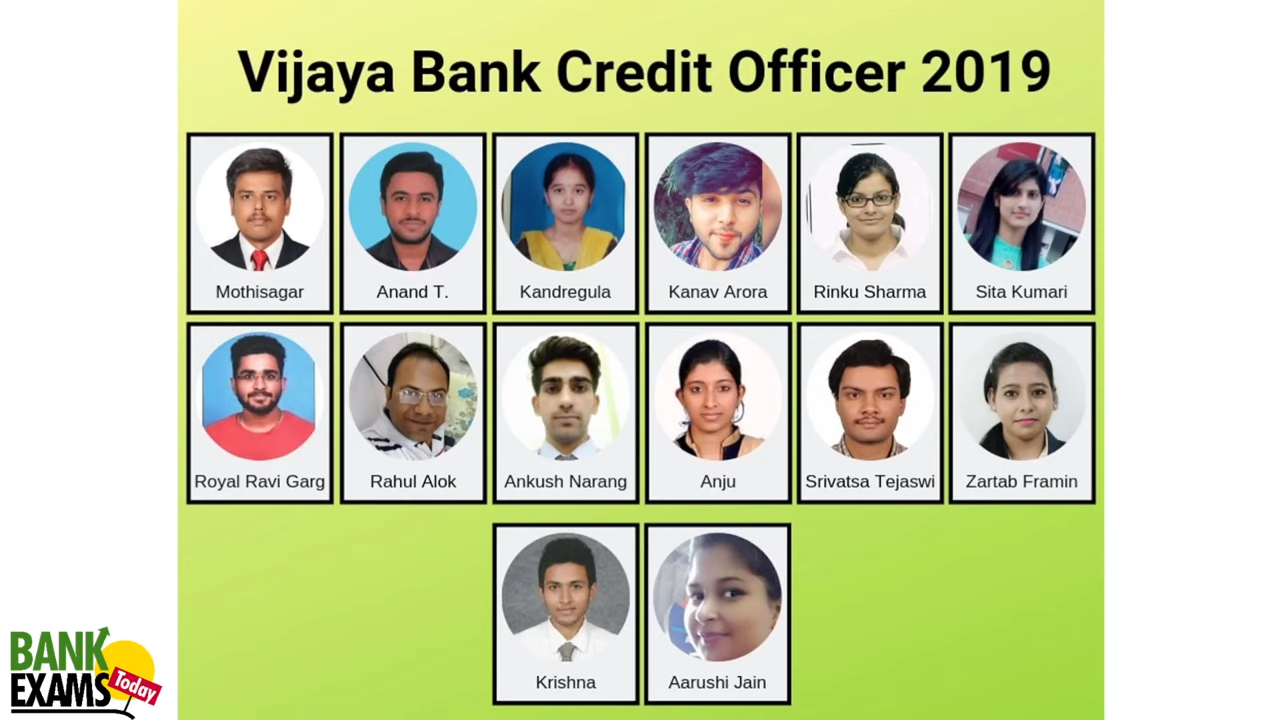 Vijaya Bank Credit Officer 2019
Mothisagar Anand T. Kandregula Kanav Arora Rinku Sharma Sita Kumari
Royal Ravi Garg Rahul Alok Ankush Narang Anju Srivatsa Tejaswi Zartab Framin
Krishna Aarushi Jain
BANK
EXAMS Today